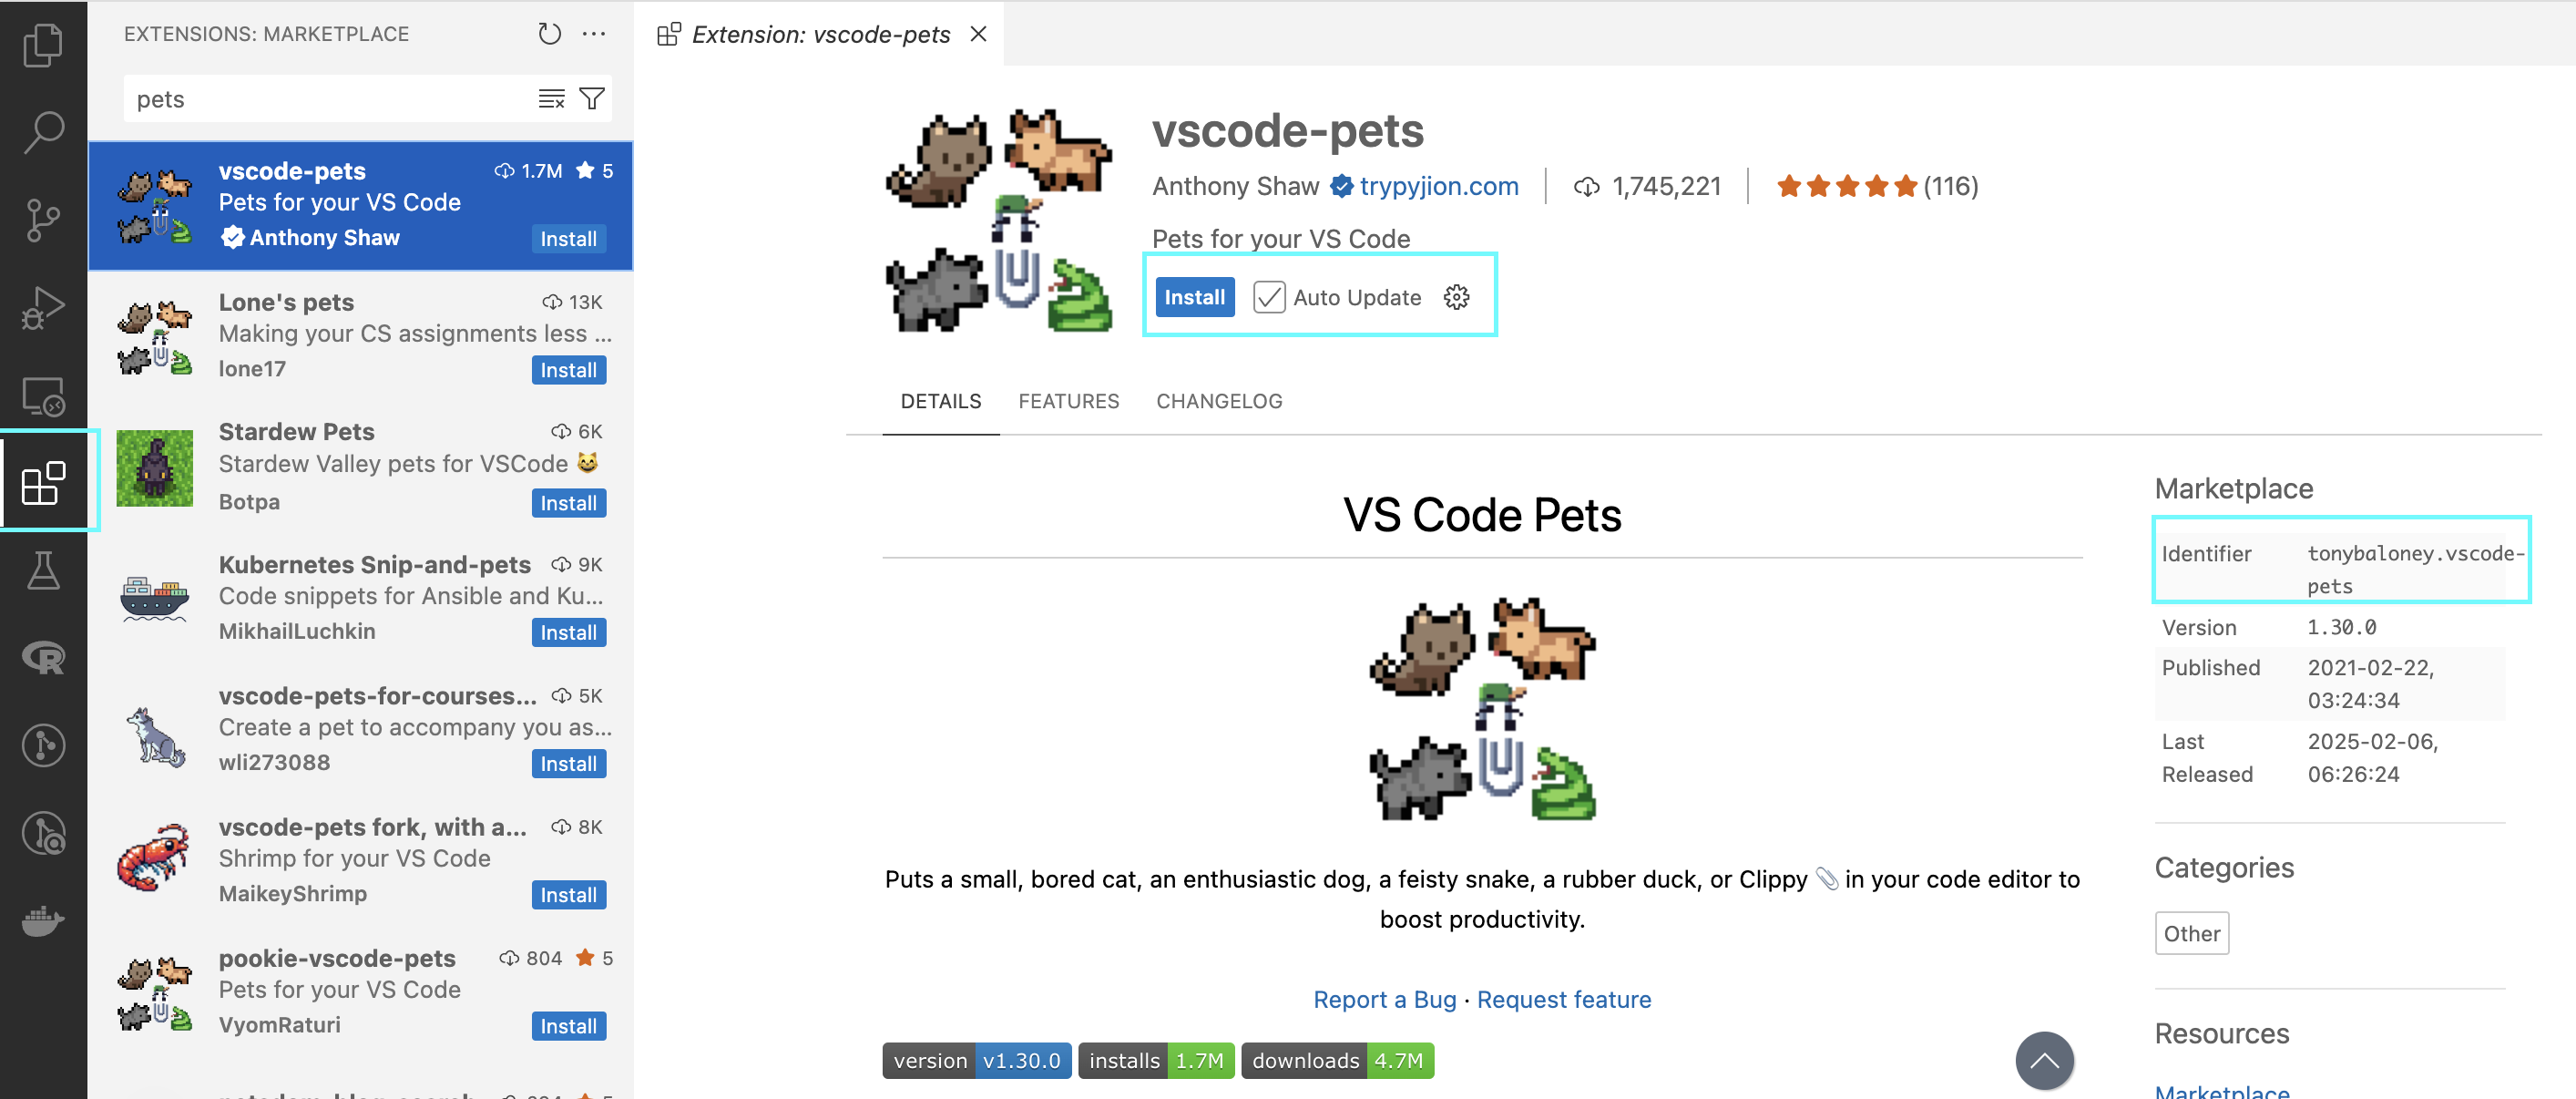 EXTENSIONS: MARKETPLACE
pets
vscode-pets 1.7M 5
Pets for your VS Code
Anthony Shaw Install
Lone's pets 13K
Making your CS assignments less ...
lone17 Install
Stardew Pets 6K
Stardew Valley pets for VSCode 😺
Botpa Install
Kubernetes Snip-and-pets 9K
Code snippets for Ansible and Ku...
MikhailLuchkin Install
vscode-pets-for-courses... 5K
Create a pet to accompany you as...
wli273088 Install
vscode-pets fork, with a... 8K
Shrimp for your VS Code
MaikeyShrimp Install
pookie-vscode-pets 804 5
Pets for your VS Code
VyomRaturi Install
Extension: vscode-pets
vscode-pets
Anthony Shaw trypyjion.com 1,745,221 (116)
Pets for your VS Code
Install Auto Update
DETAILS FEATURES CHANGELOG
VS Code Pets
Puts a small, bored cat, an enthusiastic dog, a feisty snake, a rubber duck, or Clippy 📎 in your code editor to
boost productivity.
Report a Bug · Request feature
version v1.30.0 installs 1.7M downloads 4.7M
Marketplace
Identifier tonybaloney.vscode-
pets
Version 1.30.0
Published 2021-02-22,
03:24:34
Last 2025-02-06,
Released 06:26:24
Categories
Other
Resources
Marketplace